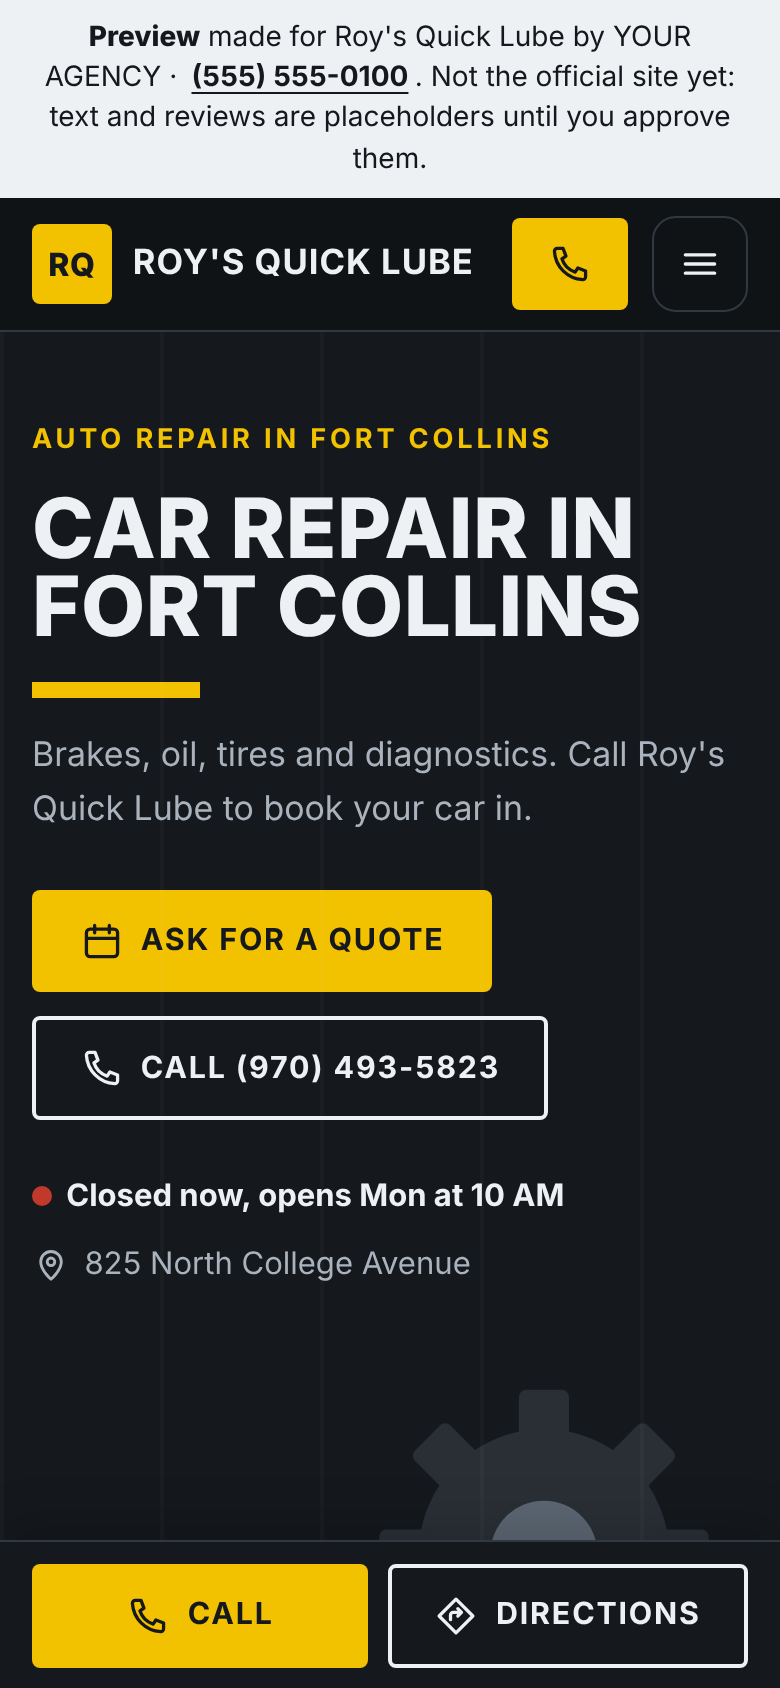 Preview made for Roy's Quick Lube by YOUR
AGENCY · (555) 555-0100 . Not the official site yet:
text and reviews are placeholders until you approve
them.
RQ
ROY'S QUICK LUBE
AUTO REPAIR IN FORT COLLINS
CAR REPAIR IN
FORT COLLINS
Brakes, oil, tires and diagnostics. Call Roy's
Quick Lube to book your car in.
ASK FOR A QUOTE
CALL (970) 493-5823
Closed now, opens Mon at 10 AM
825 North College Avenue
CALL
DIRECTIONS